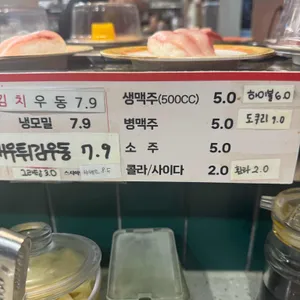 김치우동 7.9
냉모밀 7.9
새우튀김우동 7.9
생맥주(500CC) 5.0
하이볼 6.0
병맥주 5.0
도쿠리 9.0
소 주 5.0
콜라/사이다 2.0
환타 2.0